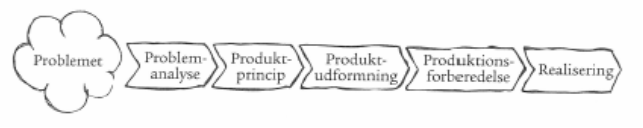 Problemet
Problem-
analyse
Produkt-
princip
Produkt-
udformning
Produktions-
forberedelse
Realisering